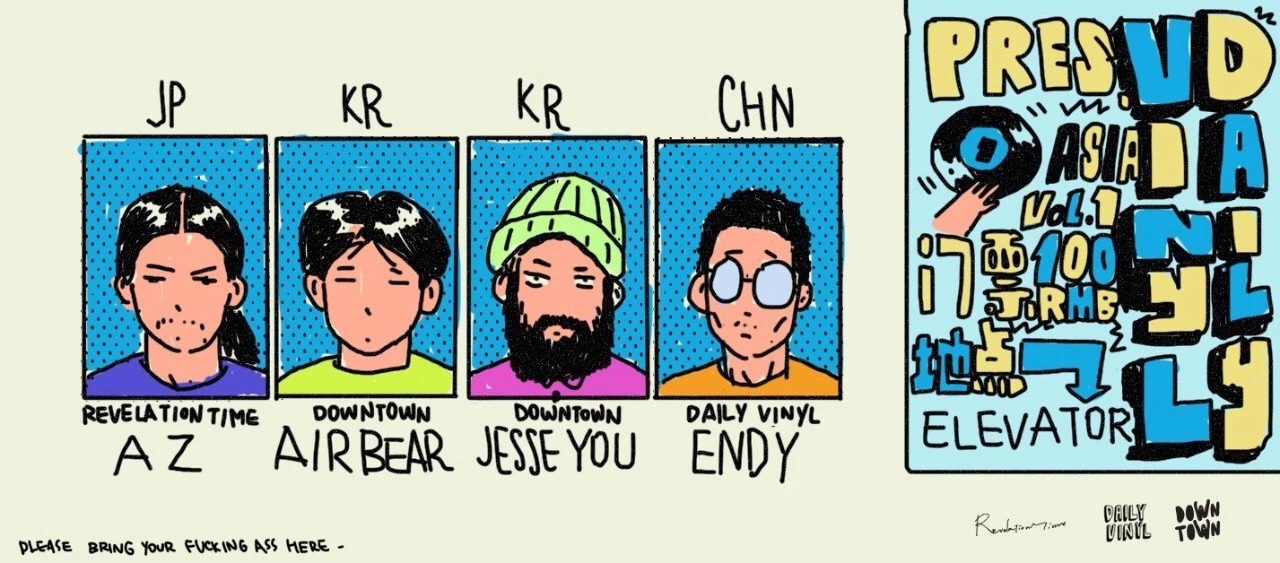 JP
KR
KR
CHN
REVELATION TIME
AZ
DOWNTOWN
AIRBEAR
DOWNTOWN
JESSE YOU
DAILY VINYL
ENDY
PLEASE BRING YOUR FUCKING ASS HERE -
PRES.
ASIA
VOL.1
门票 100
RMB
地点
ELEVATOR
DAILY
VINYL
Revelation Time
DAILY
VINYL
DOWN
TOWN